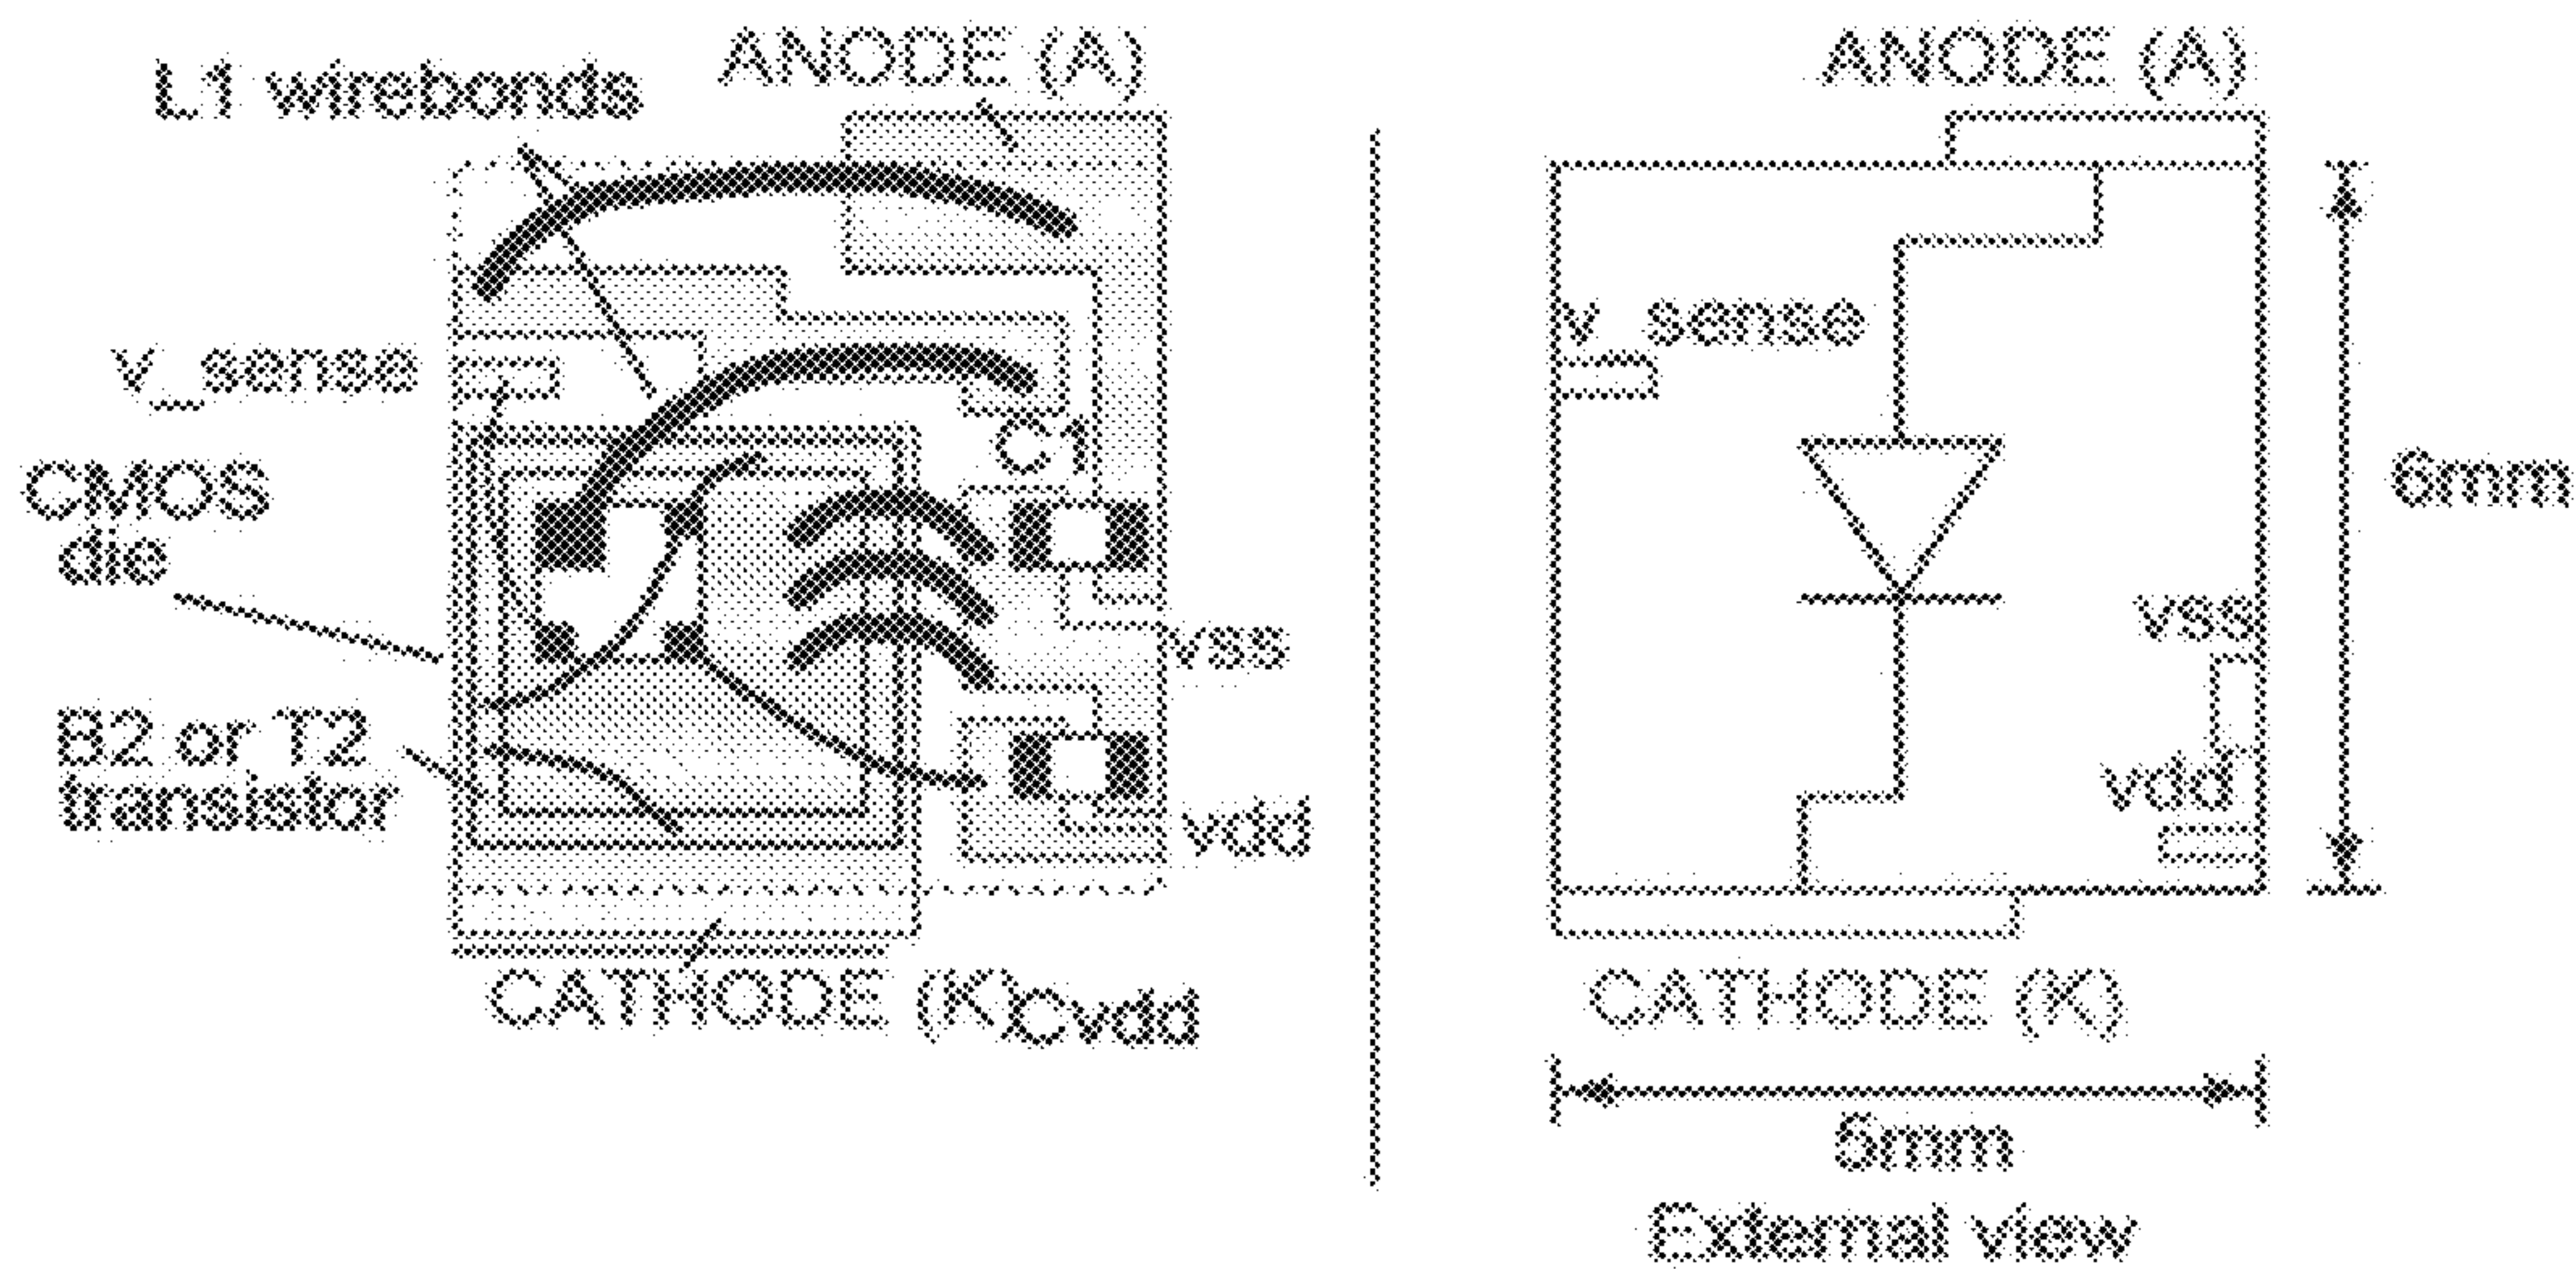 L1 wirebonds
ANODE (A)
v_sense
CMOS
die
C1
vss
B2 or T2
transistor
vdd
CATHODE (K)
Cvdd
ANODE (A)
v_sense
6mm
vss
vdd
CATHODE (K)
5mm
External view